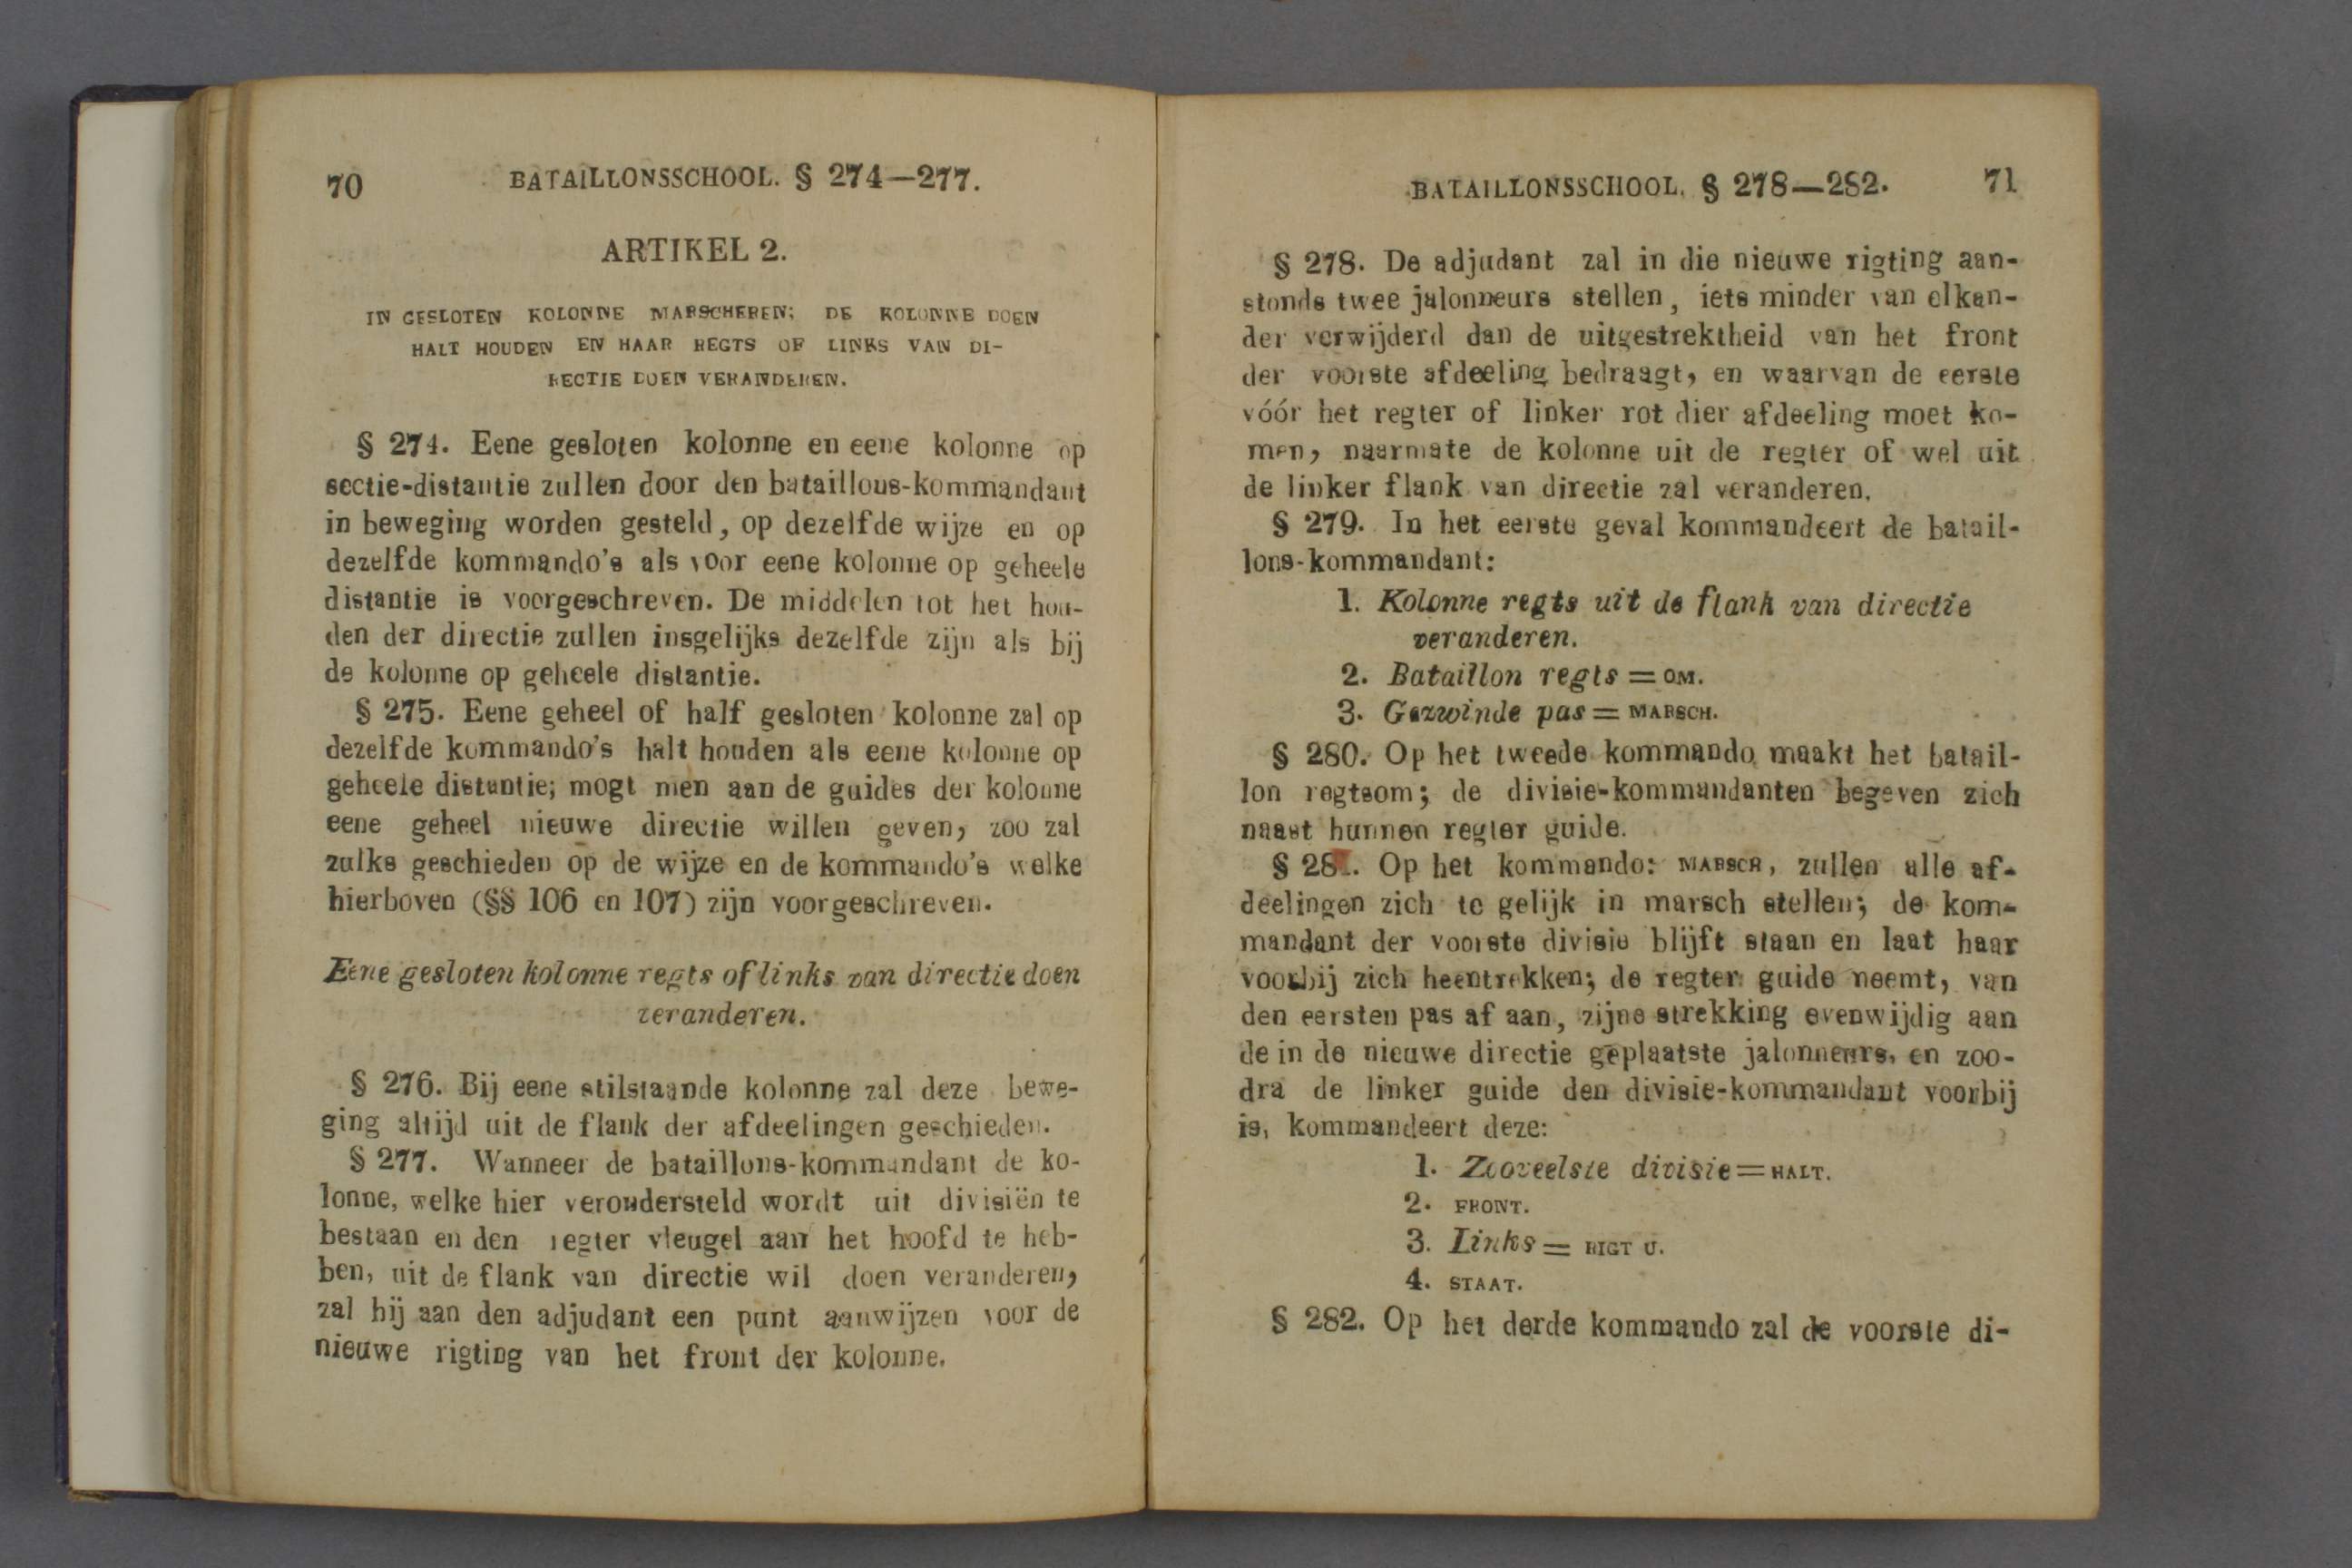 70 BATAILLONSSCHOOL. § 274—277.
ARTIKEL 2.
IN GESLOTEN KOLONNE MARSCHEREN; DE KOLONNE DOEN
HALT HOUDEN EN HAAR REGTS OF LINKS VAN DI-
RECTIE DOEN VERANDEREN.
§ 274. Eene gesloten kolonne en eene kolonne op
sectie-distantie zullen door den bataillons-kommandant
in beweging worden gesteld, op dezelfde wijze en op
dezelfde kommando's als voor eene kolonne op geheele
distantie is voorgeschreven. De middelen tot het hou-
den der directie zullen insgelijks dezelfde zijn als bij
de kolonne op geheele distantie.
§ 275. Eene geheel of half gesloten kolonne zal op
dezelfde kommando's halt houden als eene kolonne op
geheele distantie; mogt men aan de guides der kolonne
eene geheel nieuwe directie willen geven, zoo zal
zulks geschieden op de wijze en de kommando's welke
hierboven (§§ 106 en 107) zijn voorgeschreven.
Eene gesloten kolonne regts of links van directie doen
veranderen.
§ 276. Bij eene stilstaande kolonne zal deze bewe-
ging altijd uit de flank der afdeelingen geschieden.
§ 277. Wanneer de bataillons-kommandant de ko-
lonne, welke hier verondersteld wordt uit divisiën te
bestaan en den regter vleugel aan het hoofd te heb-
ben, uit de flank van directie wil doen veranderen,
zal hij aan den adjudant een punt aanwijzen voor de
nieuwe rigting van het front der kolonne.
BATAILLONSSCHOOL. § 278—282. 71
§ 278. De adjudant zal in die nieuwe rigting aan-
stonds twee jalonneurs stellen, iets minder van elkan-
der verwijderd dan de uitgestrektheid van het front
der voorste afdeeling bedraagt, en waarvan de eerste
vóór het regter of linker rot dier afdeeling moet ko-
men, naarmate de kolonne uit de regter of wel uit
de linker flank van directie zal veranderen.
§ 279. In het eerste geval kommandeert de batail-
lons-kommandant:
1. Kolonne regts uit de flank van directie
veranderen.
2. Bataillon regts = OM.
3. Gezwinde pas = MARSCH.
§ 280. Op het tweede kommando maakt het batail-
lon regtsom; de divisie-kommandanten begeven zich
naast hunnen regter guide.
§ 281. Op het kommando: MARSCH, zullen alle af-
deelingen zich te gelijk in marsch stellen; de kom-
mandant der voorste divisie blijft staan en laat haar
voorbij zich heentrekken; de regter guide neemt, van
den eersten pas af aan, zijne strekking evenwijdig aan
de in de nieuwe directie geplaatste jalonneurs, en zoo-
dra de linker guide den divisie-kommandant voorbij
is, kommandeert deze:
1. Zooveelste divisie = HALT.
2. FRONT.
3. Links = RIGT U.
4. STAAT.
§ 282. Op het derde kommando zal de voorste di-